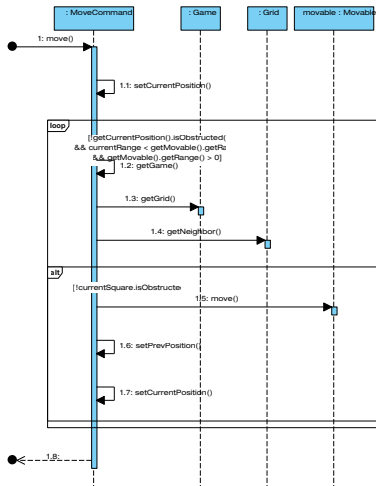 : MoveCommand
: Game
: Grid
movable : Movable
1: move()
1.1: setCurrentPosition()
loop
[!getCurrentPosition().isObstructed(
&& currentRange < getMovable().getRa
&& getMovable().getRange() > 0]
1.2: getGame()
1.3: getGrid()
1.4: getNeighbor()
alt
[!currentSquare.isObstructe
1.5: move()
1.6: setPrevPosition()
1.7: setCurrentPosition()
1.8: